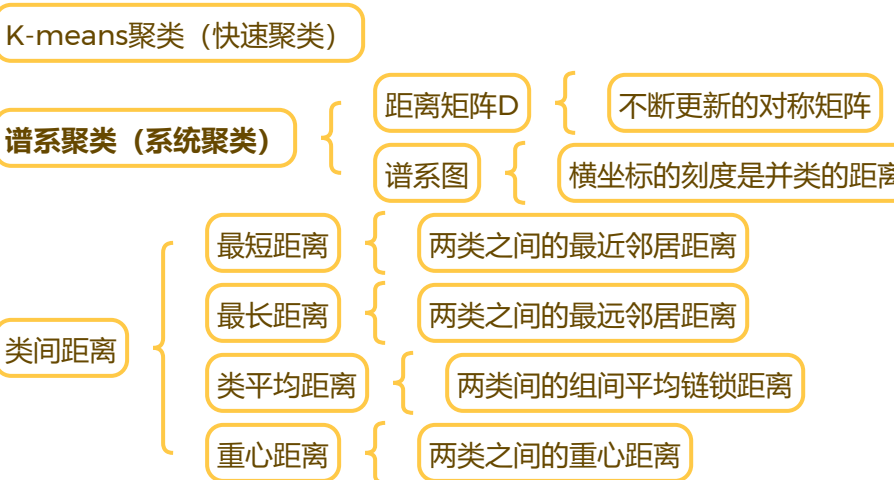 K-means聚类（快速聚类）
谱系聚类（系统聚类）
距离矩阵D
不断更新的对称矩阵
谱系图
横坐标的刻度是并类的距离
类间距离
最短距离
两类之间的最近邻居距离
最长距离
两类之间的最远邻居距离
类平均距离
两类间的组间平均链锁距离
重心距离
两类之间的重心距离